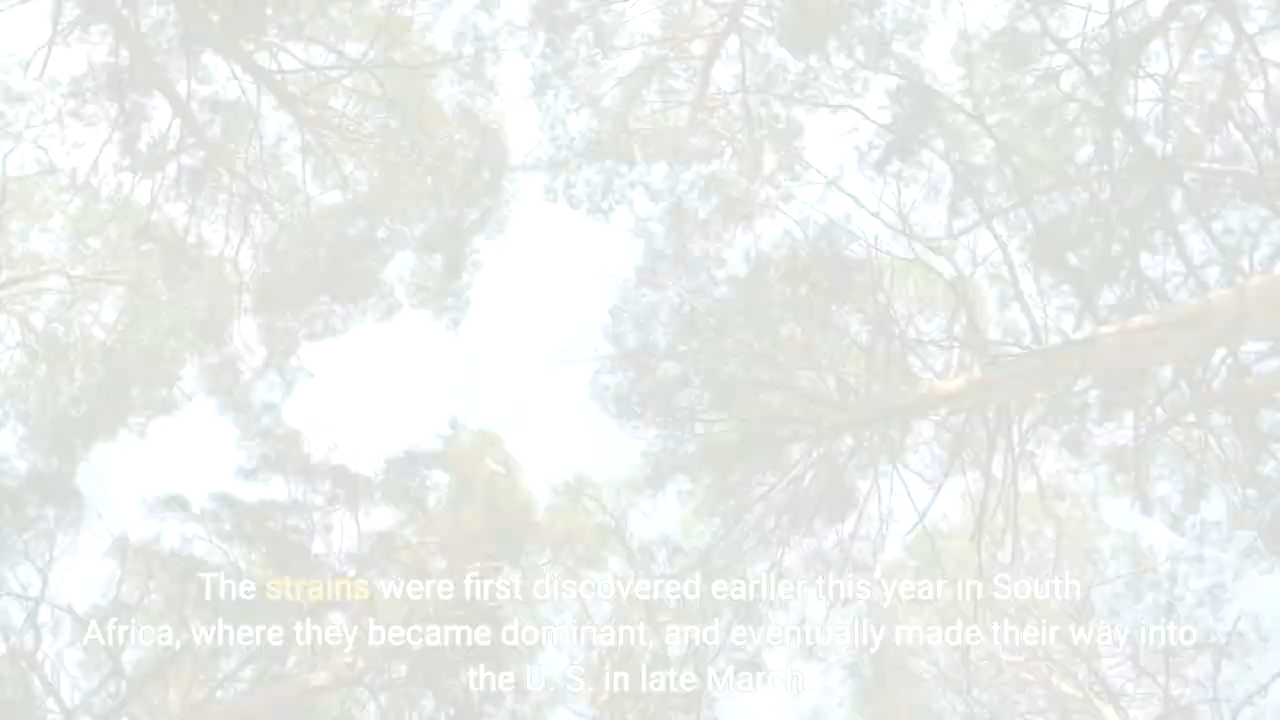 The strains were first discovered earlier this year in South
Africa, where they became dominant, and eventually made their way into
the U. S. in late March.